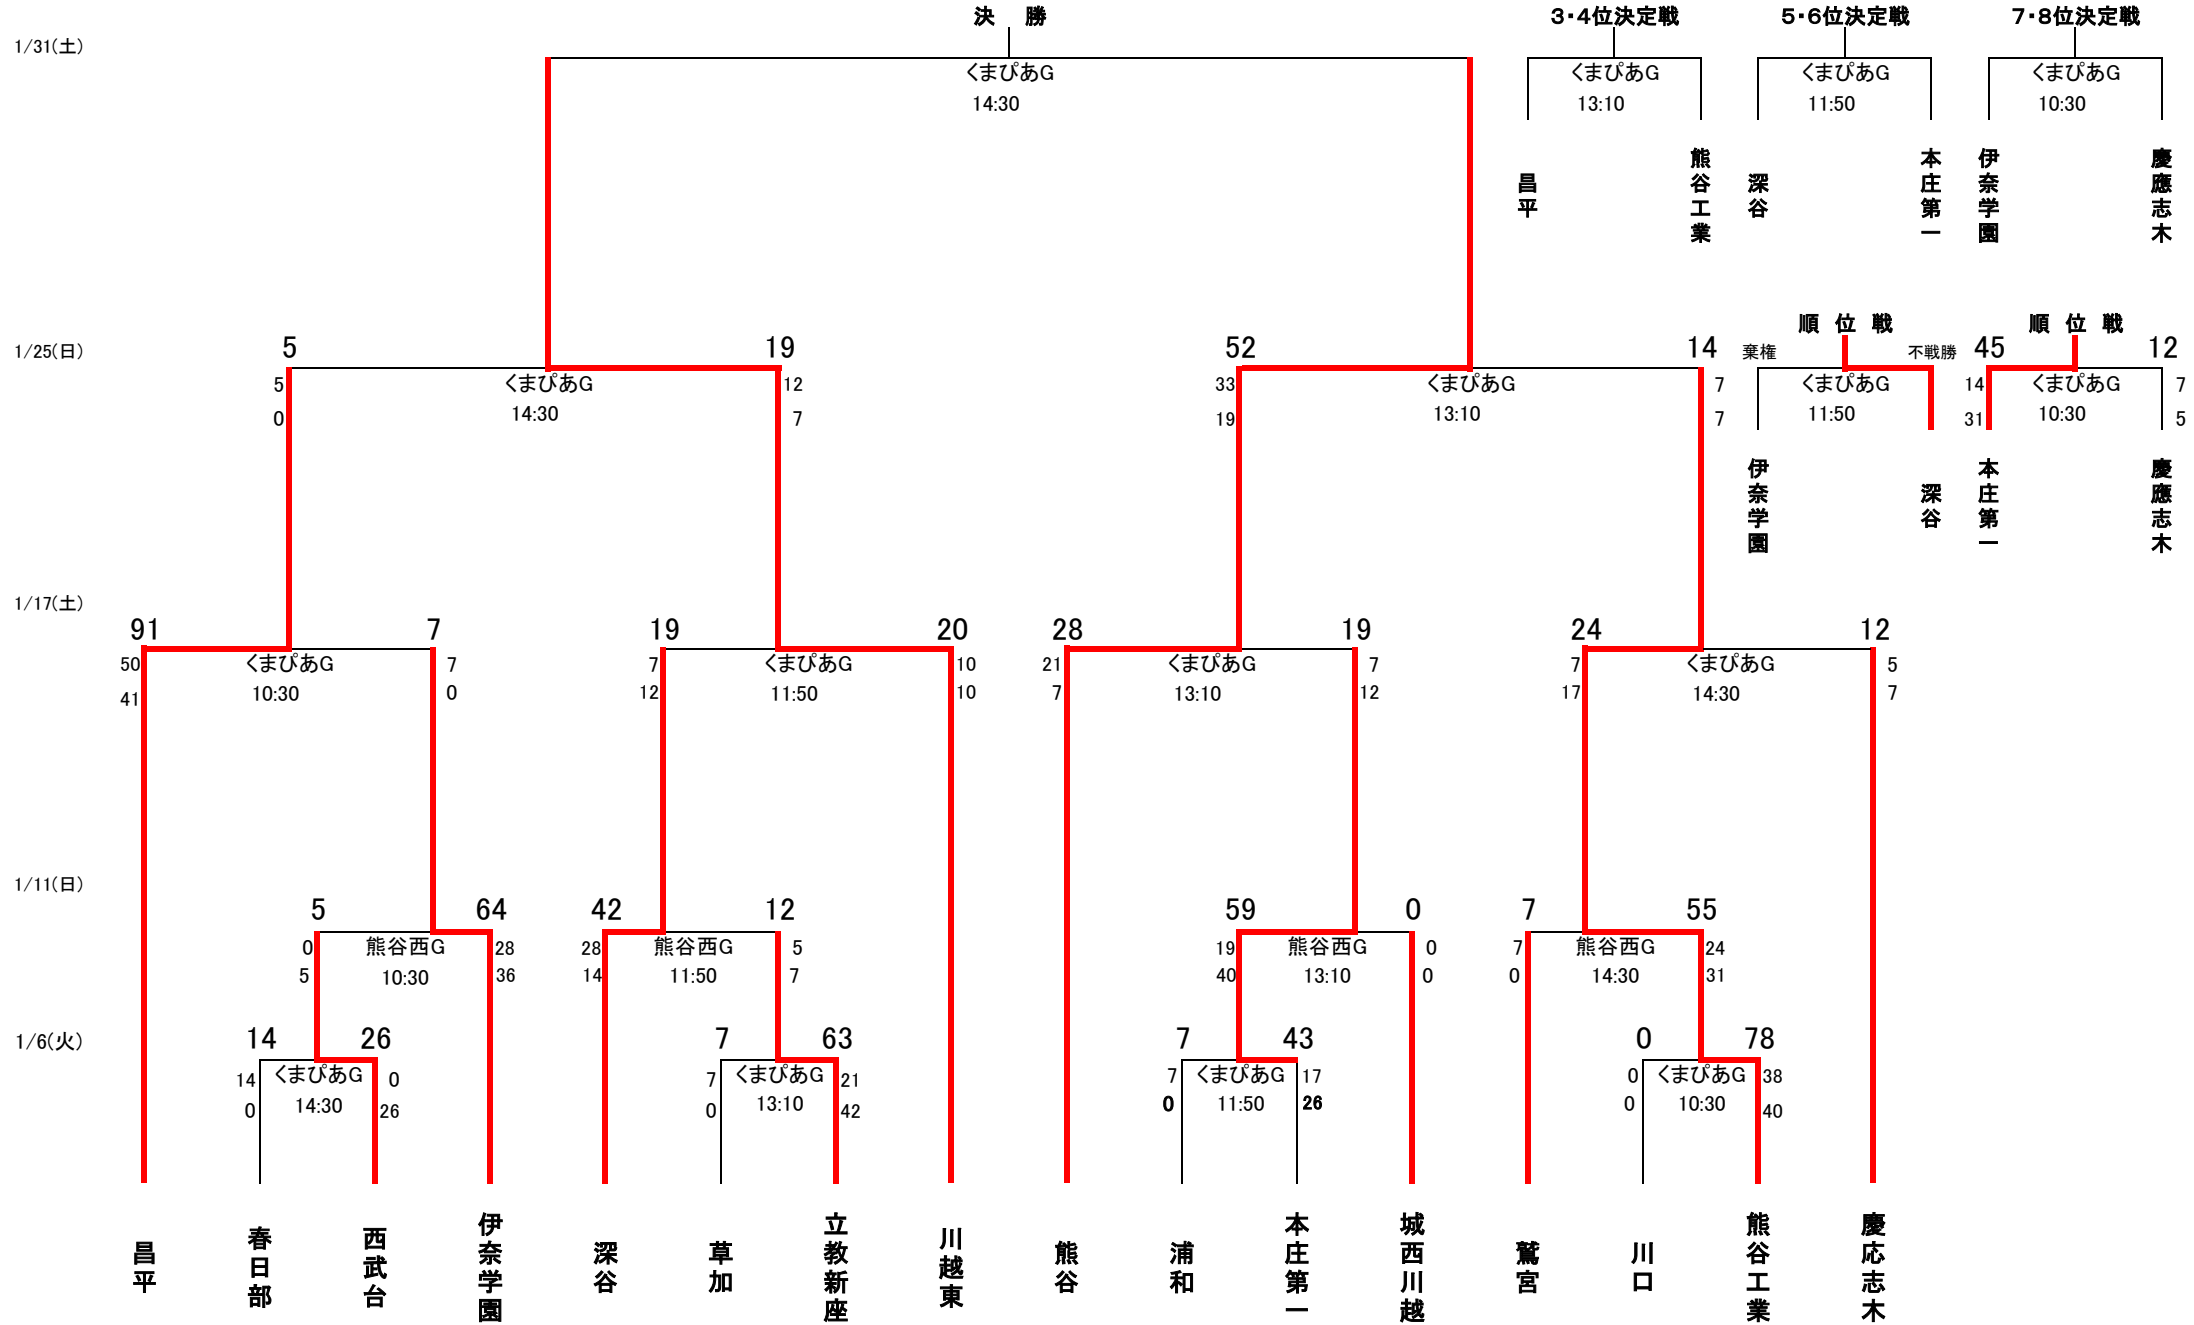 決　勝
3・4位決定戦
5・6位決定戦
7・8位決定戦
1/31(土)
くまぴあG
14:30
くまぴあG
13:10
くまぴあG
11:50
くまぴあG
10:30
昌平
熊谷工業
深谷
本庄第一
伊奈学園
慶應志木
順　位　戦
順　位　戦
1/25(日)
5
19
52
14
棄権
不戦勝
45
12
5
0
くまぴあG
14:30
12
7
33
19
くまぴあG
13:10
7
7
くまぴあG
11:50
14
31
くまぴあG
10:30
7
5
伊奈学園
深谷
本庄第一
慶應志木
1/17(土)
91
7
19
20
28
19
24
12
50
41
くまぴあG
10:30
7
0
7
12
くまぴあG
11:50
10
10
21
7
くまぴあG
13:10
7
12
7
17
くまぴあG
14:30
5
7
1/11(日)
5
64
42
12
59
0
7
55
0
5
熊谷西G
10:30
28
36
28
14
熊谷西G
11:50
5
7
19
40
熊谷西G
13:10
0
0
7
0
熊谷西G
14:30
24
31
1/6(火)
14
26
7
63
7
43
0
78
14
0
くまぴあG
14:30
0
26
7
0
くまぴあG
13:10
21
42
7
0
くまぴあG
11:50
17
26
0
0
くまぴあG
10:30
38
40
昌平
春日部
西武台
伊奈学園
深谷
草加
立教新座
川越東
熊谷
浦和
本庄第一
城西川越
鷲宮
川口
熊谷工業
慶応志木